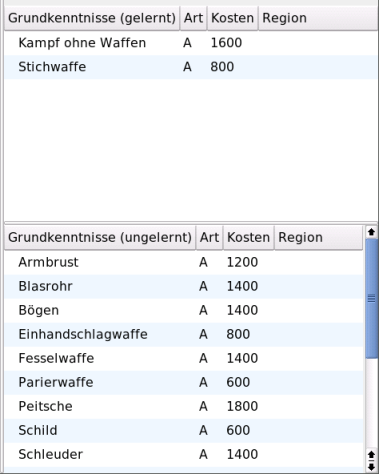 Grundkenntnisse (gelernt) Art Kosten Region
Kampf ohne Waffen A 1600
Stichwaffe A 800
Grundkenntnisse (ungelernt) Art Kosten Region
Armbrust A 1200
Blasrohr A 1400
Bögen A 1400
Einhandschlagwaffe A 800
Fesselwaffe A 1400
Parierwaffe A 600
Peitsche A 1800
Schild A 600
Schleuder A 1400